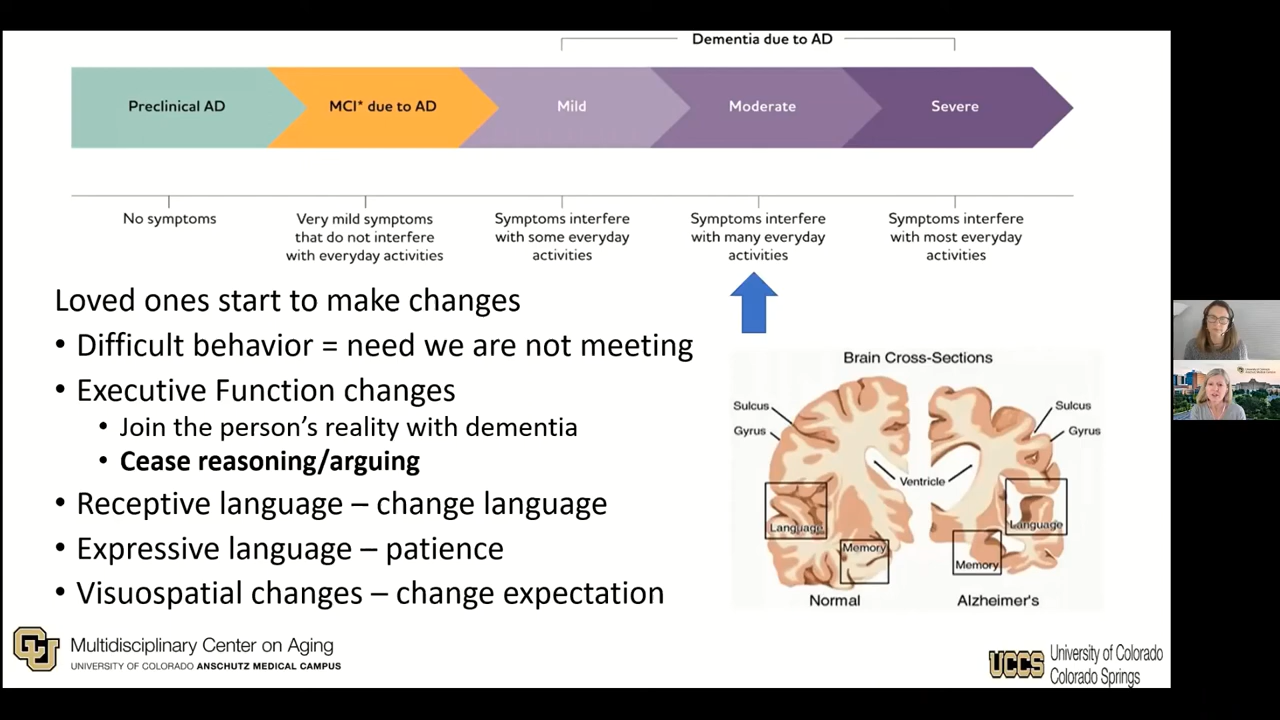 Dementia due to AD
Preclinical AD
MCI* due to AD
Mild
Moderate
Severe
No symptoms
Very mild symptoms
that do not interfere
with everyday activities
Symptoms interfere
with some everyday
activities
Symptoms interfere
with many everyday
activities
Symptoms interfere
with most everyday
activities
Loved ones start to make changes
• Difficult behavior = need we are not meeting
• Executive Function changes
• Join the person's reality with dementia
• Cease reasoning/arguing
• Receptive language – change language
• Expressive language – patience
• Visuospatial changes – change expectation
Brain Cross-Sections
Sulcus
Gyrus
Sulcus
Gyrus
Ventricle
Language
Memory
Language
Memory
Normal
Alzheimer's
CU
Multidisciplinary Center on Aging
UNIVERSITY OF COLORADO ANSCHUTZ MEDICAL CAMPUS
UCCS
University of Colorado
Colorado Springs